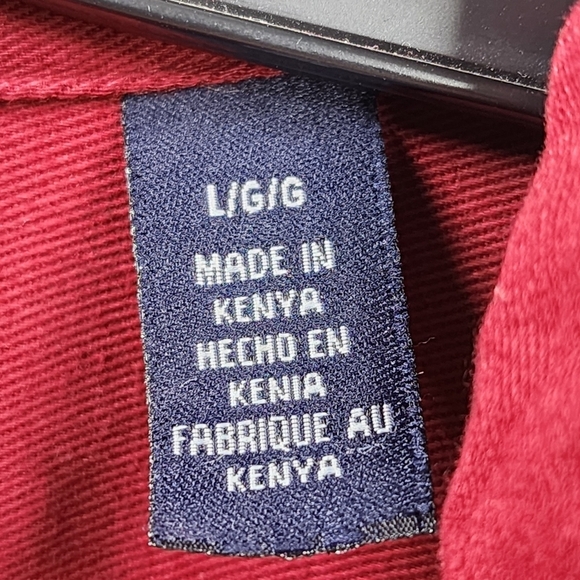 L/G/G
MADE IN
KENYA
HECHO EN
KENIA
FABRIQUE AU
KENYA